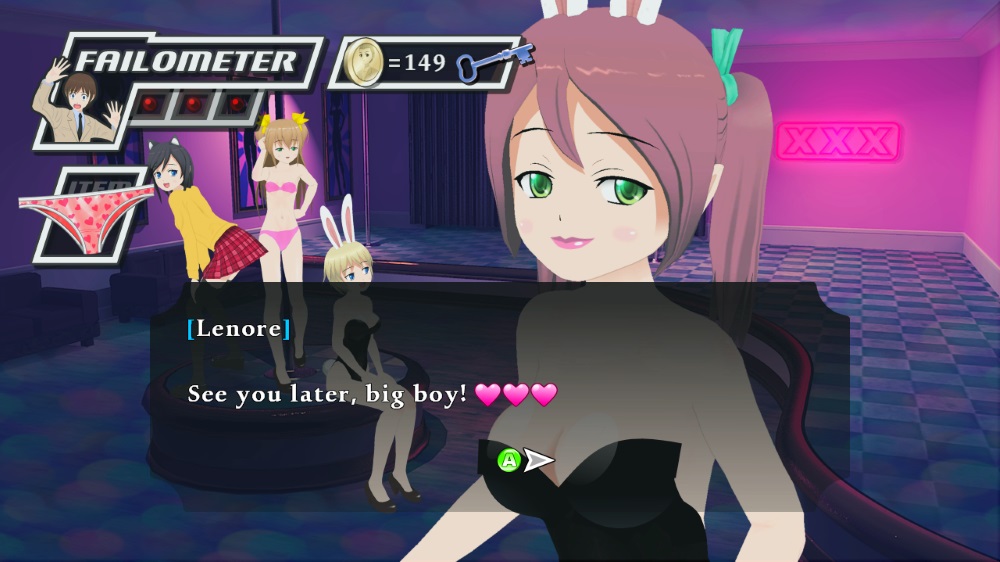 FAILOMETER
=149
ITEM
XXX
[Lenore]
See you later, big boy! 💗💗💗
A